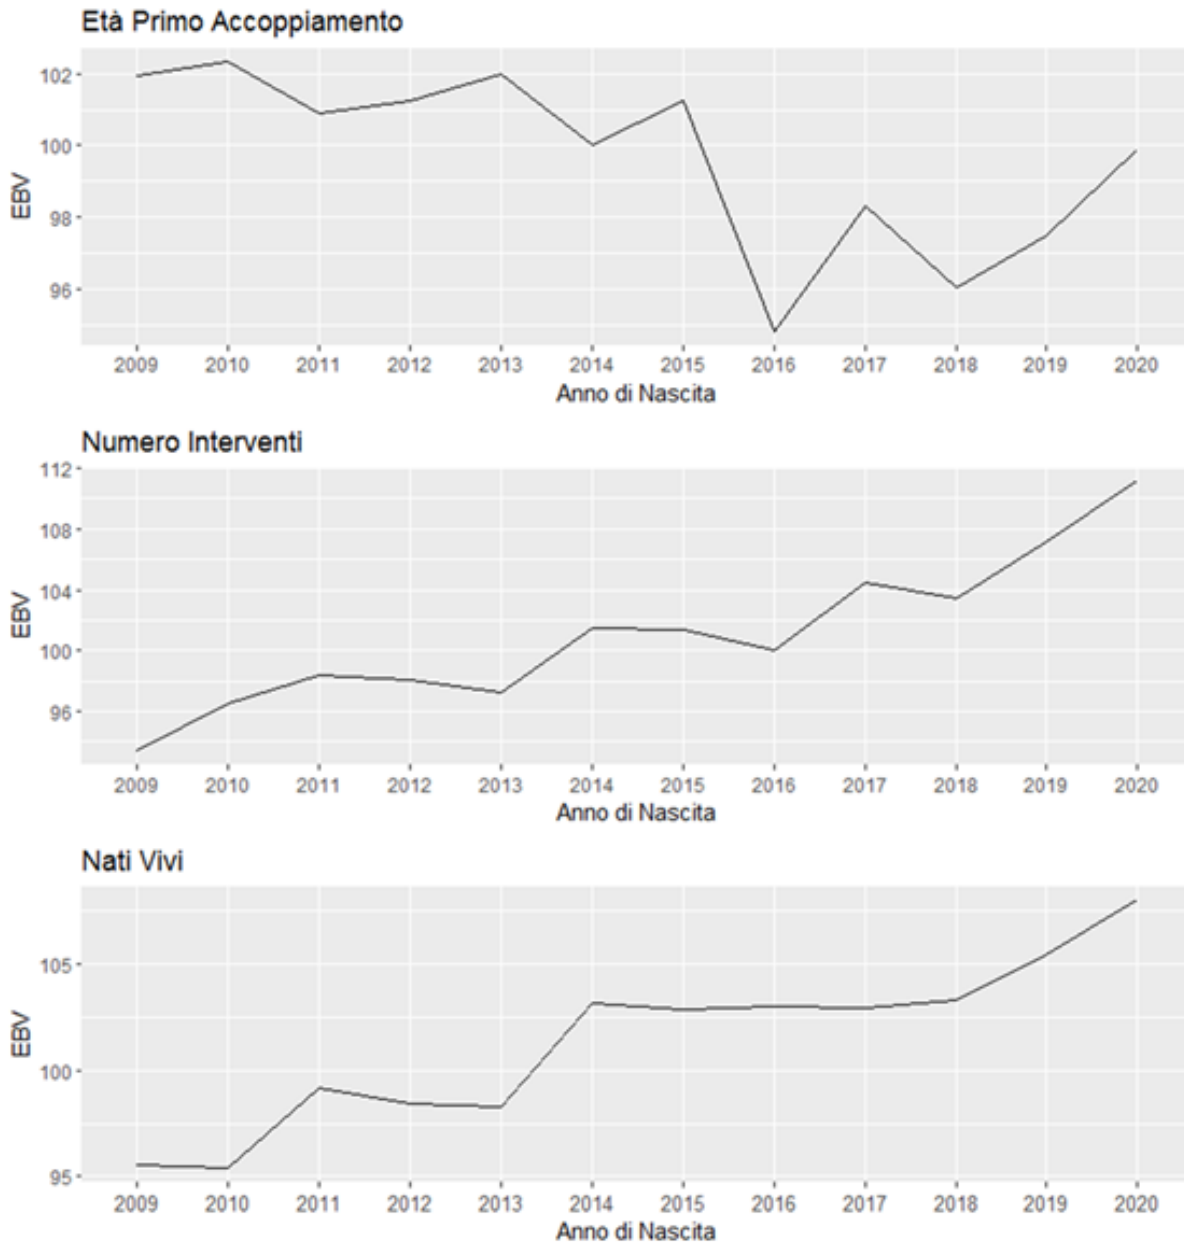 Età Primo Accoppiamento
102
100
98
96
EBV
2009 2010 2011 2012 2013 2014 2015 2016 2017 2018 2019 2020
Anno di Nascita
Numero Interventi
112
108
104
100
96
EBV
2009 2010 2011 2012 2013 2014 2015 2016 2017 2018 2019 2020
Anno di Nascita
Nati Vivi
105
100
95
EBV
2009 2010 2011 2012 2013 2014 2015 2016 2017 2018 2019 2020
Anno di Nascita